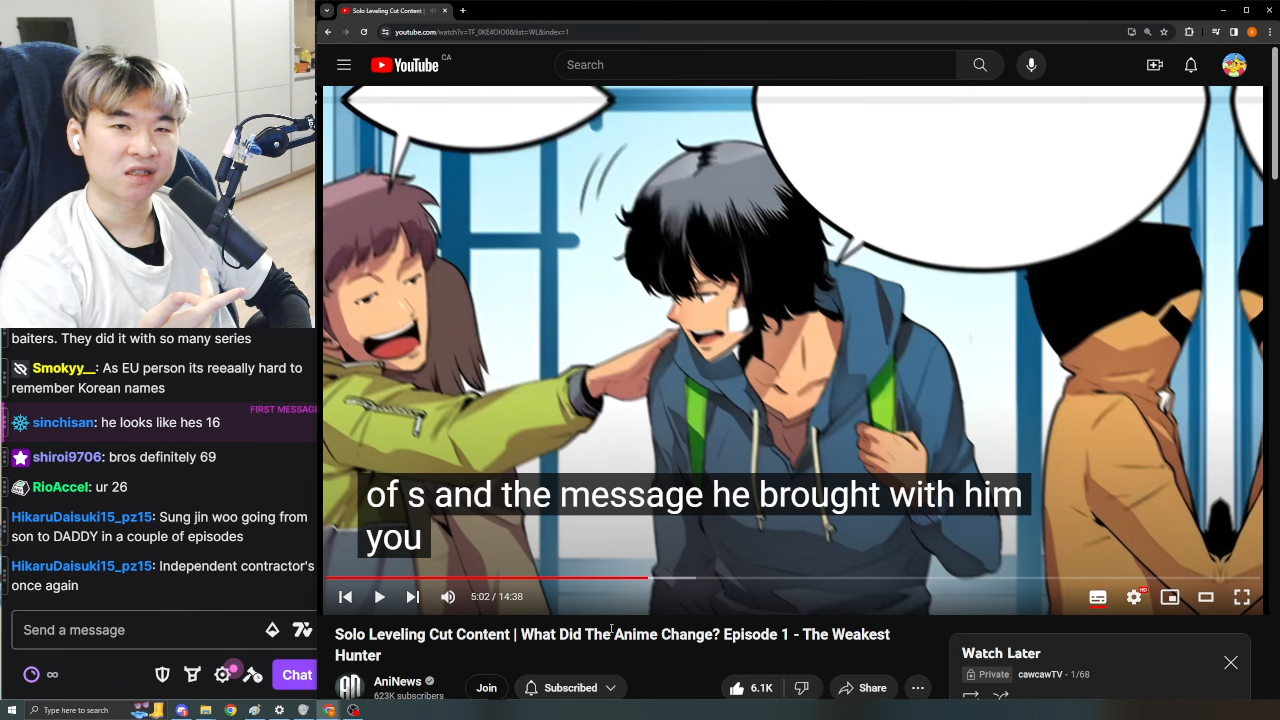 Solo Leveling Cut Content |
youtube.com/watch?v=TF_0KE4OIO0&list=WL&index=1
YouTube CA
Search
baiters. They did it with so many series
Smokyy__: As EU person its reeaally hard to
remember Korean names
FIRST MESSAG
sinchisan: he looks like hes 16
shiroi9706: bros definitely 69
RioAccel: ur 26
HikaruDaisuki15_pz15: Sung jin woo going from
son to DADDY in a couple of episodes
HikaruDaisuki15_pz15: Independent contractor's
once again
Send a message
Chat
of s and the message he brought with him
you
5:02 / 14:38
HD
Solo Leveling Cut Content | What Did The Anime Change? Episode 1 - The Weakest
Hunter
AniNews
623K subscribers
Join
Subscribed
6.1K
Share
Watch Later
Private cawcawTV - 1/68
Type here to search